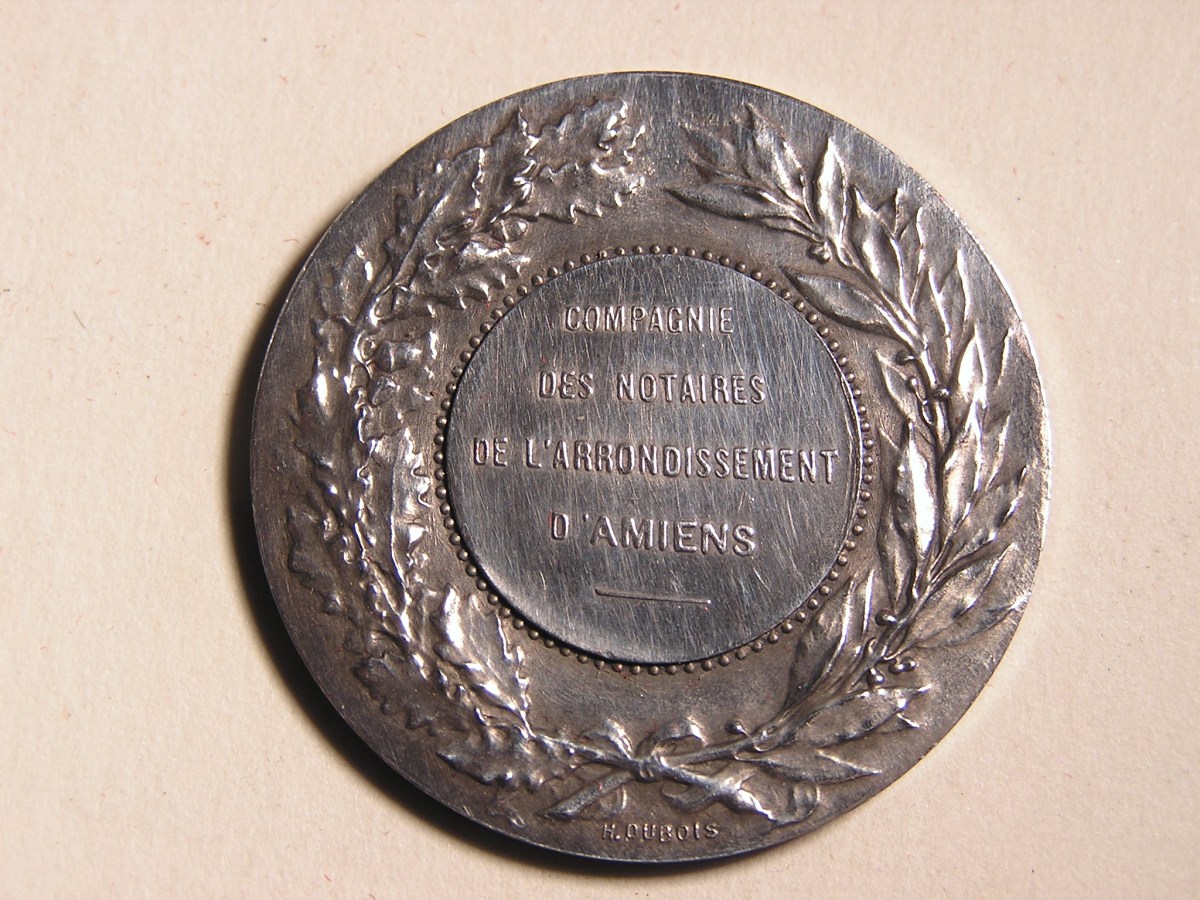 COMPAGNIE
DES NOTAIRES
DE L'ARRONDISSEMENT
D'AMIENS
H. DUBOIS